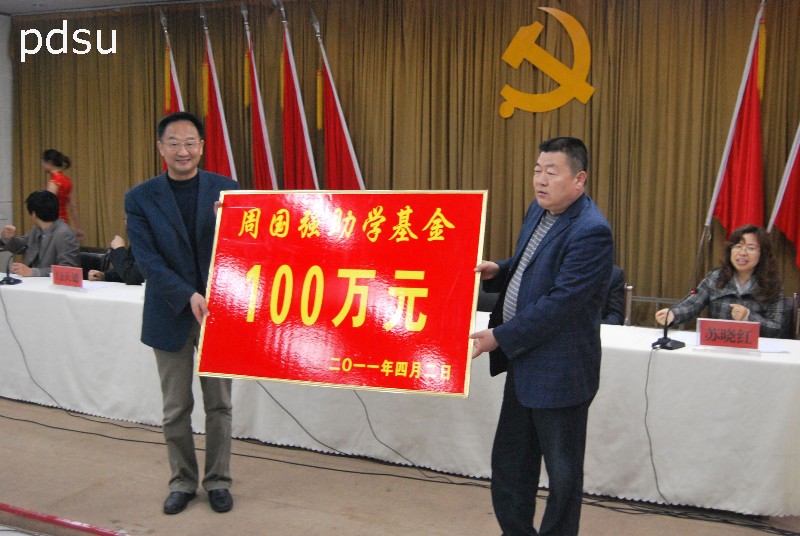 pdsu
周国强助学基金
100万元
二〇一一年四月二日
苏晓红